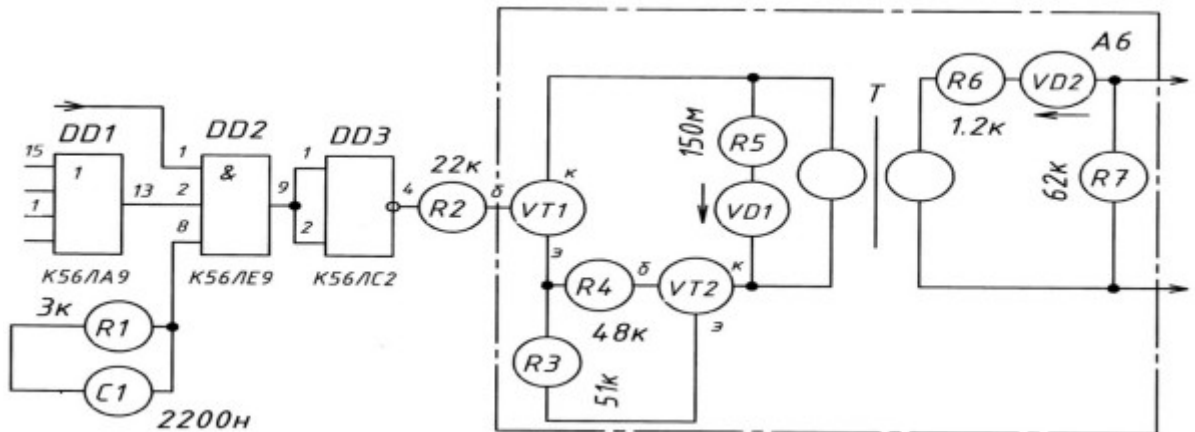 A6
T
DD1
DD2
DD3
15
1
13
1
1
2
8
&
9
1
2
4
22к
R2
б
VT1
к
э
К56ЛА9
К56ЛЕ9
К56ЛС2
3к
R1
C1
2200н
R4
48к
б
VT2
к
э
R3
51к
150м
R5
VD1
R6
1.2к
VD2
62к
R7